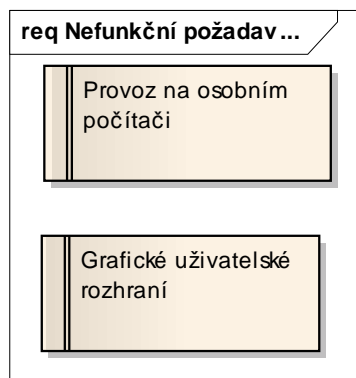 req Nefunkční požadav...
Provoz na osobním
počítači
Grafické uživatelské
rozhraní